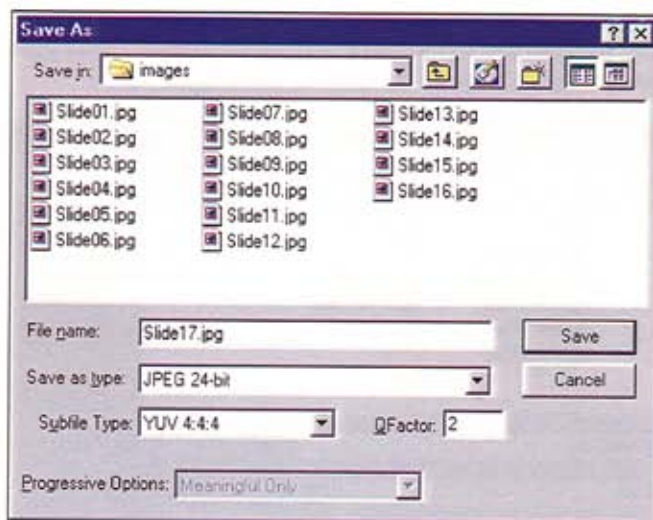 Save As
Save in: images
Slide01.jpg Slide07.jpg Slide13.jpg
Slide02.jpg Slide08.jpg Slide14.jpg
Slide03.jpg Slide09.jpg Slide15.jpg
Slide04.jpg Slide10.jpg Slide16.jpg
Slide05.jpg Slide11.jpg
Slide06.jpg Slide12.jpg
File name: Slide17.jpg Save
Save as type: JPEG 24-bit Cancel
Subfile Type: YUV 4:4:4 QFactor: 2
Progressive Options: Meaningful Only